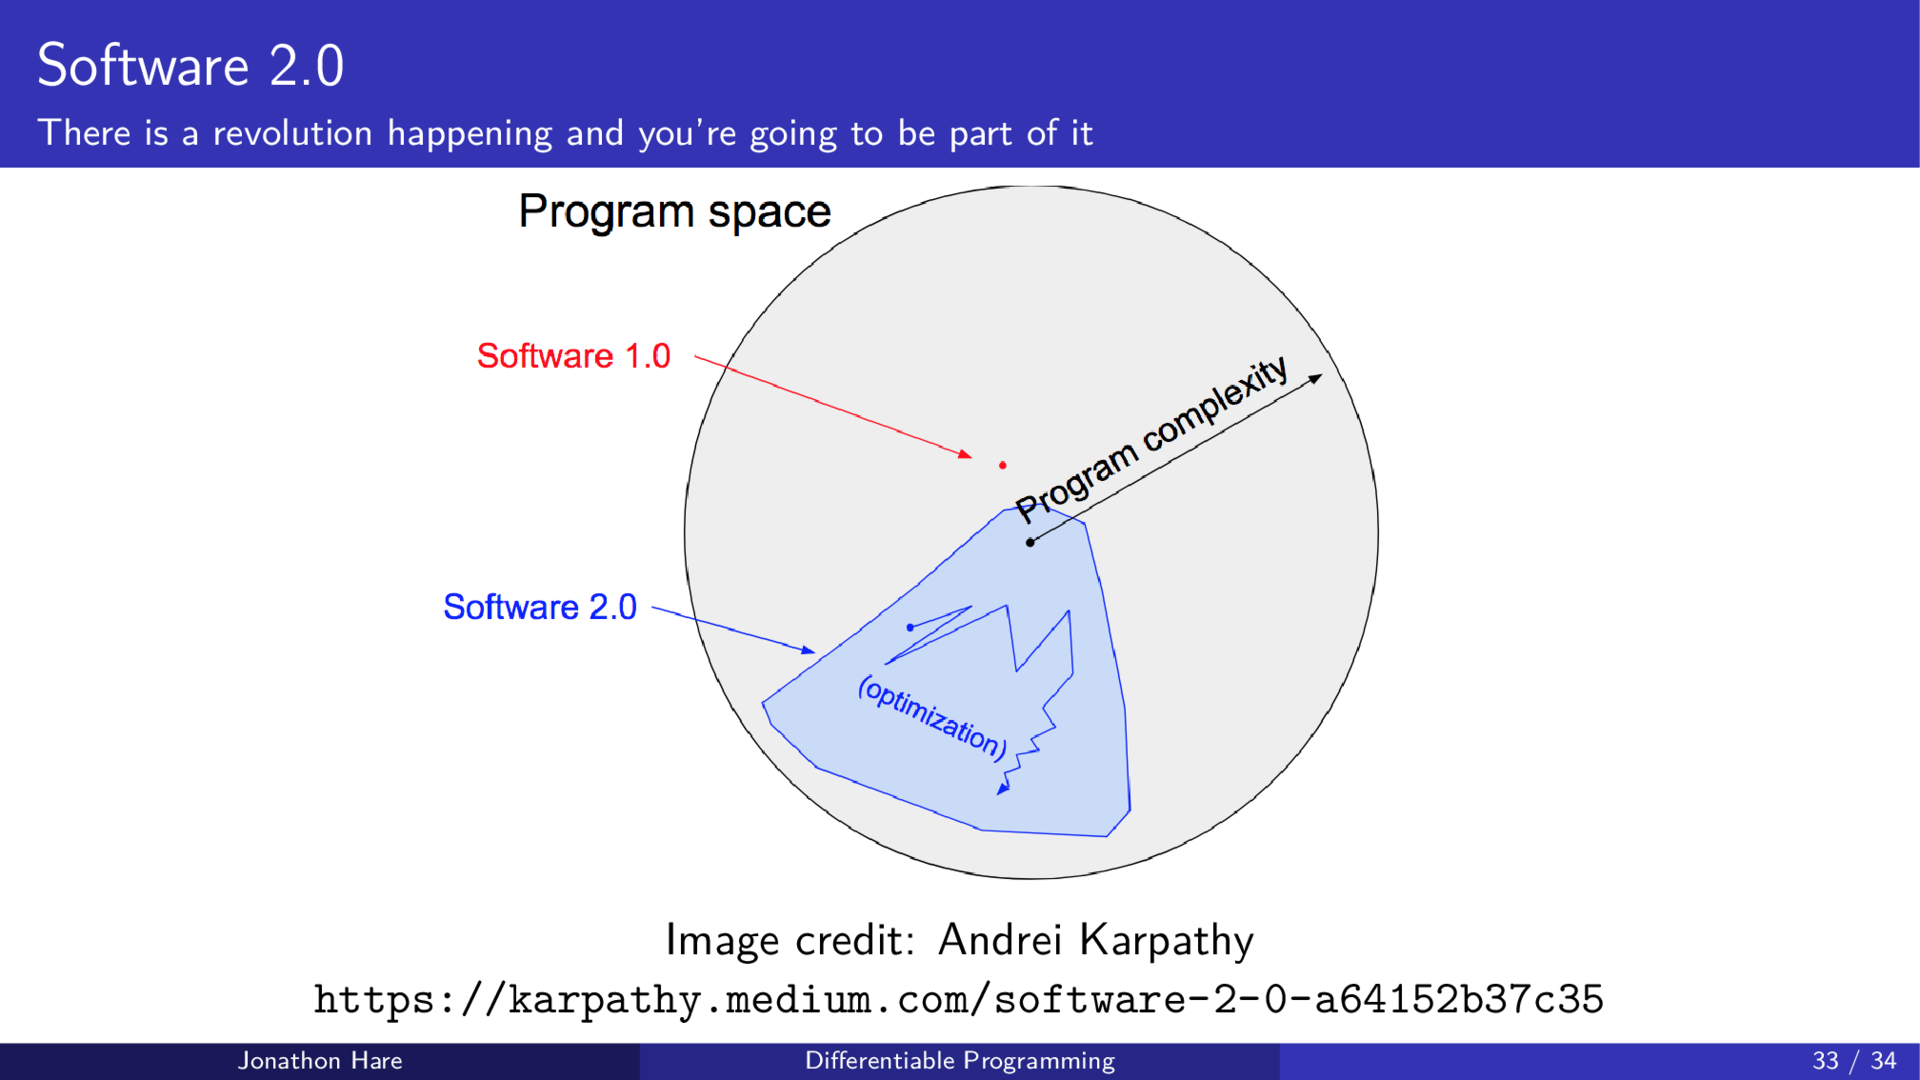 Software 2.0
There is a revolution happening and you're going to be part of it
Program space
Software 1.0
Program complexity
Software 2.0
(optimization)
Image credit: Andrei Karpathy
https://karpathy.medium.com/software-2-0-a64152b37c35
Jonathon Hare
Differentiable Programming
33 / 34